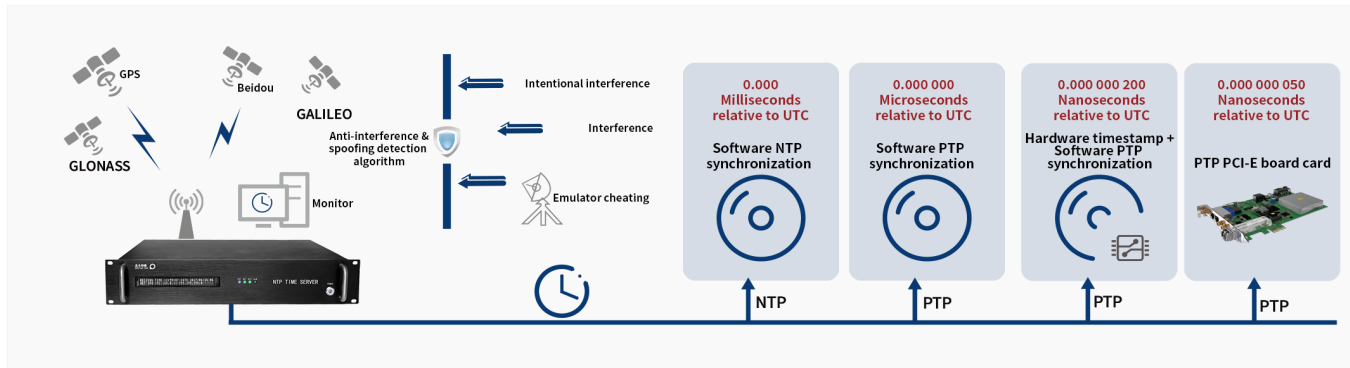 GPS
Beidou
GALILEO
GLONASS
Monitor
NTP TIME SERVER
Anti-interference &
spoofing detection
algorithm
Intentional interference
Interference
Emulator cheating
0.000
Milliseconds
relative to UTC
Software NTP
synchronization
NTP
0.000 000
Microseconds
relative to UTC
Software PTP
synchronization
PTP
0.000 000 200
Nanoseconds
relative to UTC
Hardware timestamp +
Software PTP
synchronization
PTP
0.000 000 050
Nanoseconds
relative to UTC
PTP PCI-E board card
PTP